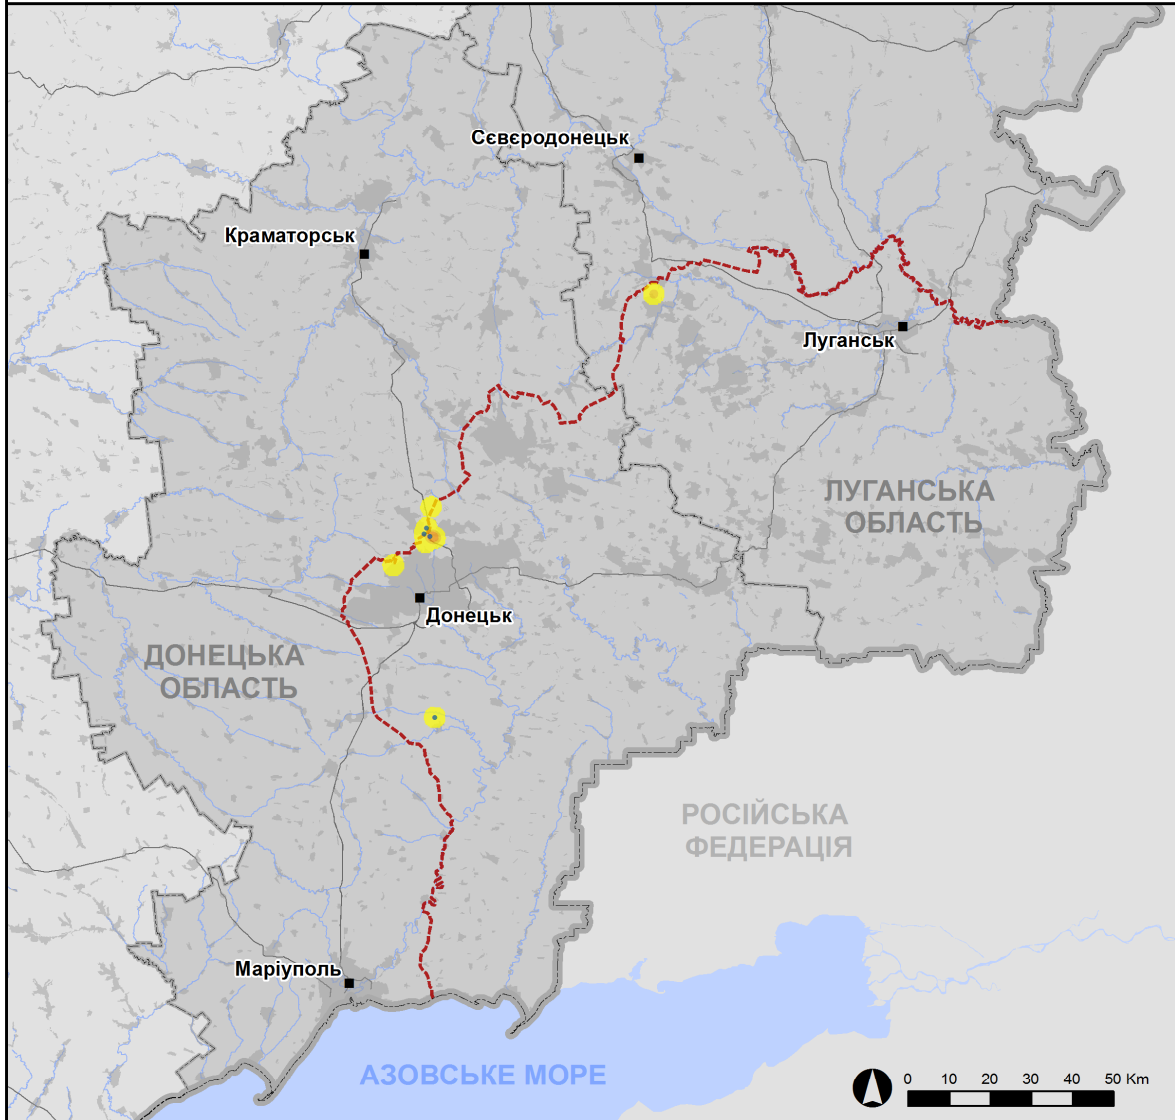 Сєвєродонецьк
Краматорськ
Луганськ
ЛУГАНСЬКА
ОБЛАСТЬ
Донецьк
ДОНЕЦЬКА
ОБЛАСТЬ
РОСІЙСЬКА
ФЕДЕРАЦІЯ
Маріуполь
АЗОВСЬКЕ МОРЕ
0 10 20 30 40 50 Km